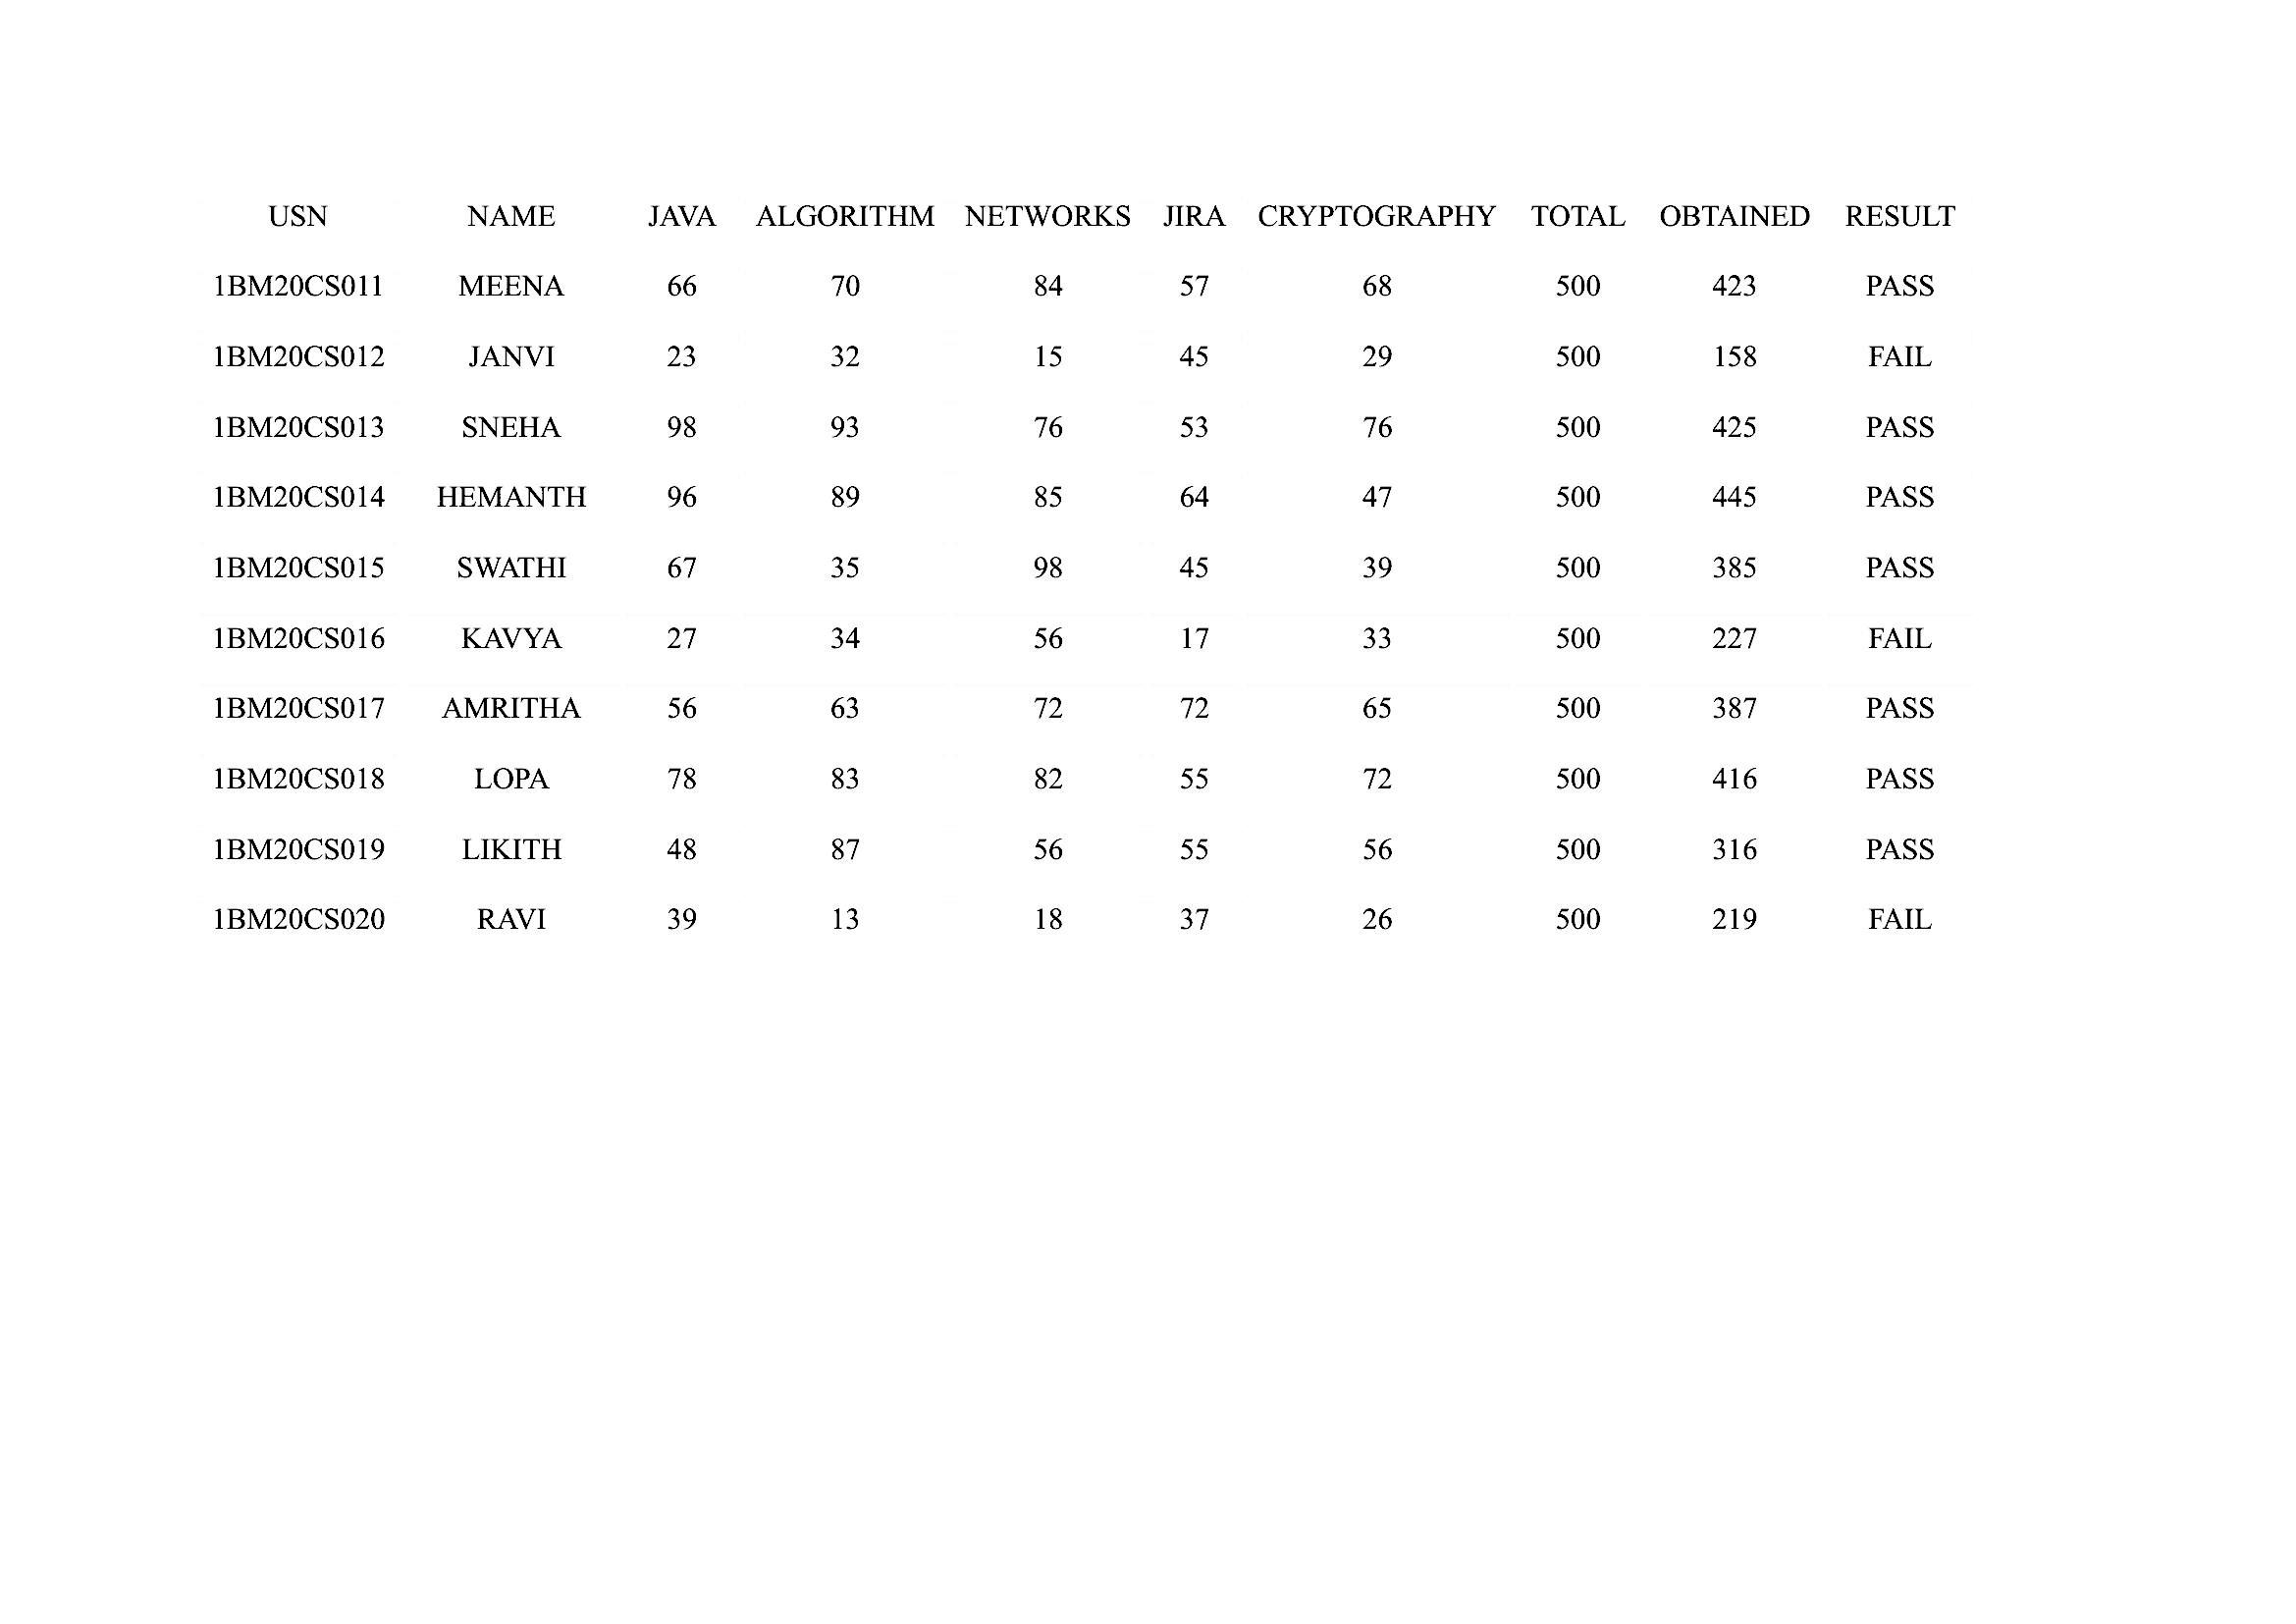 USN NAME JAVA ALGORITHM NETWORKS JIRA CRYPTOGRAPHY TOTAL OBTAINED RESULT
1BM20CS011 MEENA 66 70 84 57 68 500 423 PASS
1BM20CS012 JANVI 23 32 15 45 29 500 158 FAIL
1BM20CS013 SNEHA 98 93 76 53 76 500 425 PASS
1BM20CS014 HEMANTH 96 89 85 64 47 500 445 PASS
1BM20CS015 SWATHI 67 35 98 45 39 500 385 PASS
1BM20CS016 KAVYA 27 34 56 17 33 500 227 FAIL
1BM20CS017 AMRITHA 56 63 72 72 65 500 387 PASS
1BM20CS018 LOPA 78 83 82 55 72 500 416 PASS
1BM20CS019 LIKITH 48 87 56 55 56 500 316 PASS
1BM20CS020 RAVI 39 13 18 37 26 500 219 FAIL